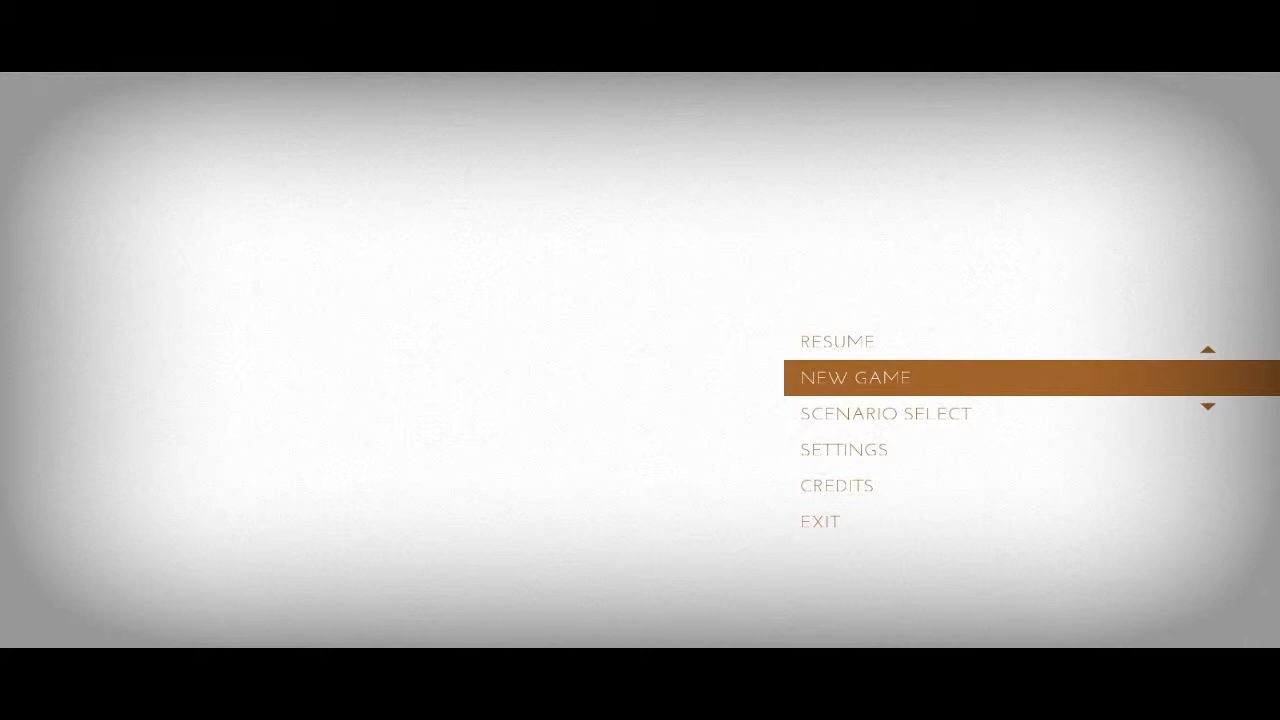 RESUME
NEW GAME
SCENARIO SELECT
SETTINGS
CREDITS
EXIT